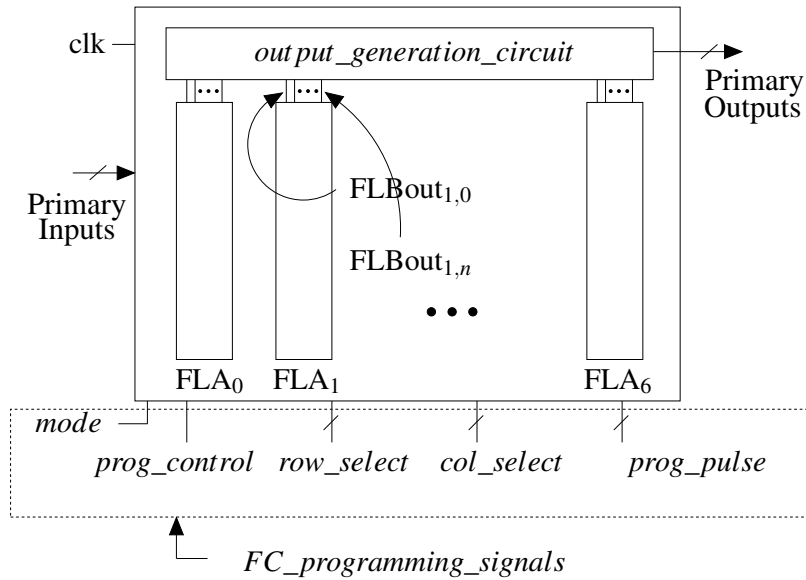 clk
output_generation_circuit
Primary
Outputs
Primary
Inputs
FLBout1,0
FLBout1,n
FLA0
FLA1
FLA6
mode
prog_control
row_select
col_select
prog_pulse
FC_programming_signals